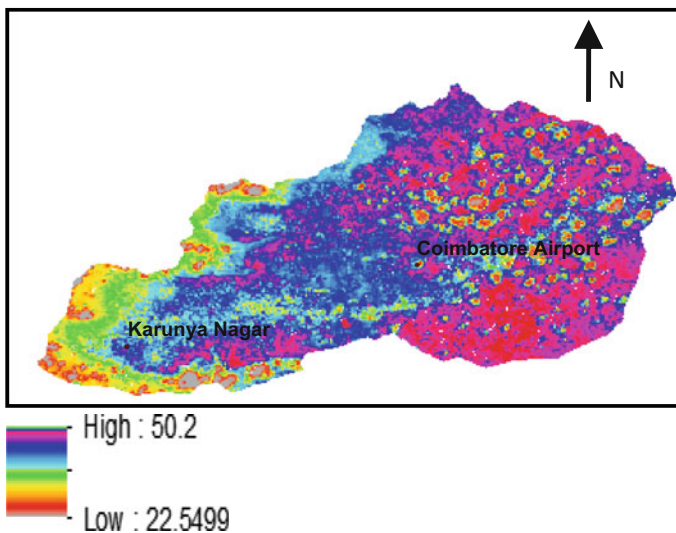 N
Coimbatore Airport
Karunya Nagar
High : 50.2
Low : 22.5499